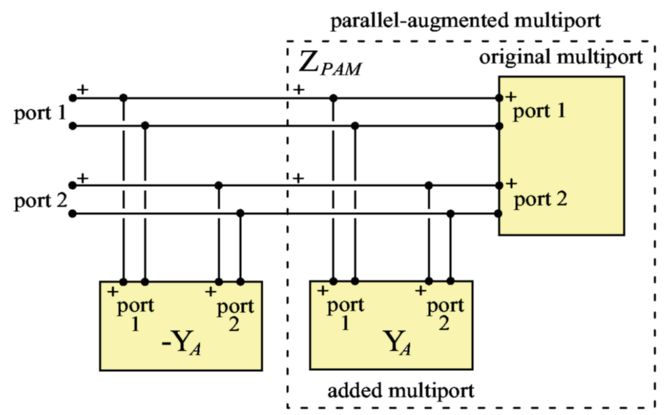 parallel-augmented multiport
Z_PAM
original multiport
+
+
+
port 1
port 1
+
+
+
port 2
port 2
+
+
+
+
port
port
port
port
1
2
1
2
-Y_A
Y_A
added multiport